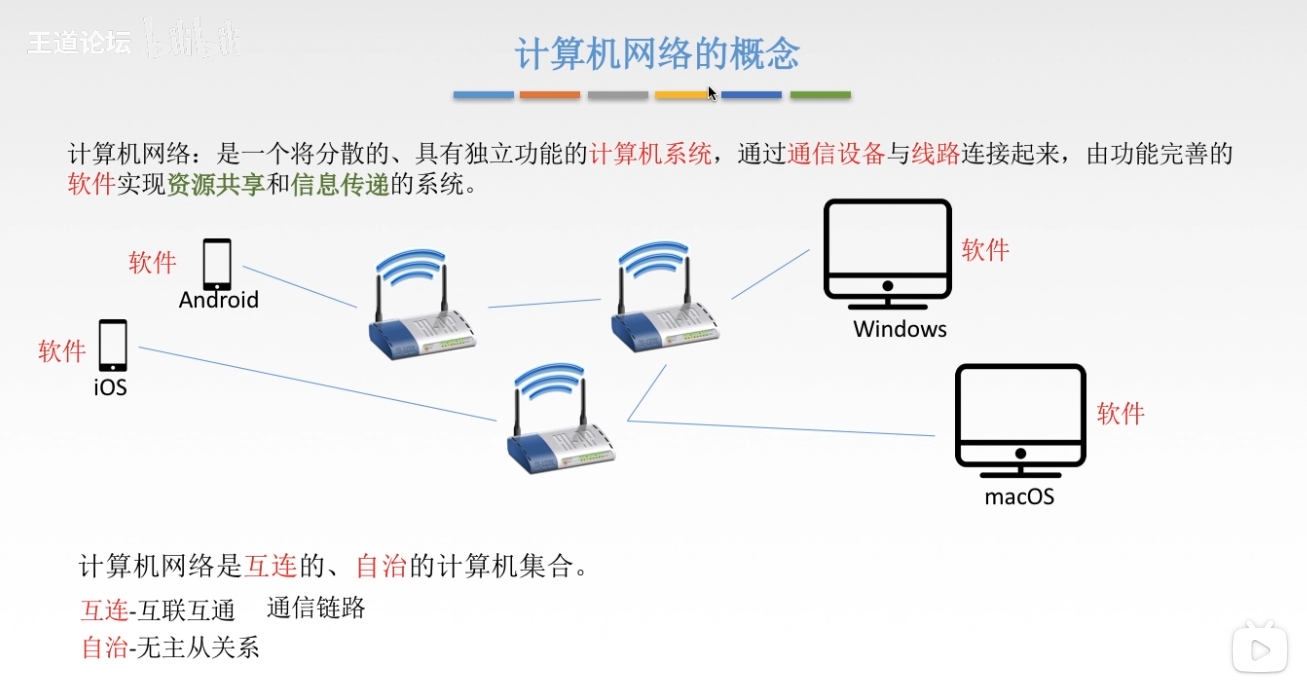 王道论坛 bilibili
计算机网络的概念
计算机网络：是一个将分散的、具有独立功能的计算机系统，通过通信设备与线路连接起来，由功能完善的
软件实现资源共享和信息传递的系统。
软件
Android
软件
iOS
软件
Windows
软件
macOS
计算机网络是互连的、自治的计算机集合。
互连-互联互通 通信链路
自治-无主从关系